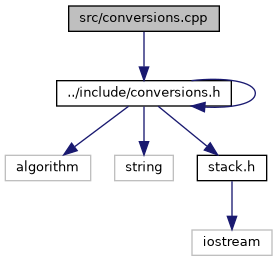 src/conversions.cpp
../include/conversions.h
algorithm
string
stack.h
iostream